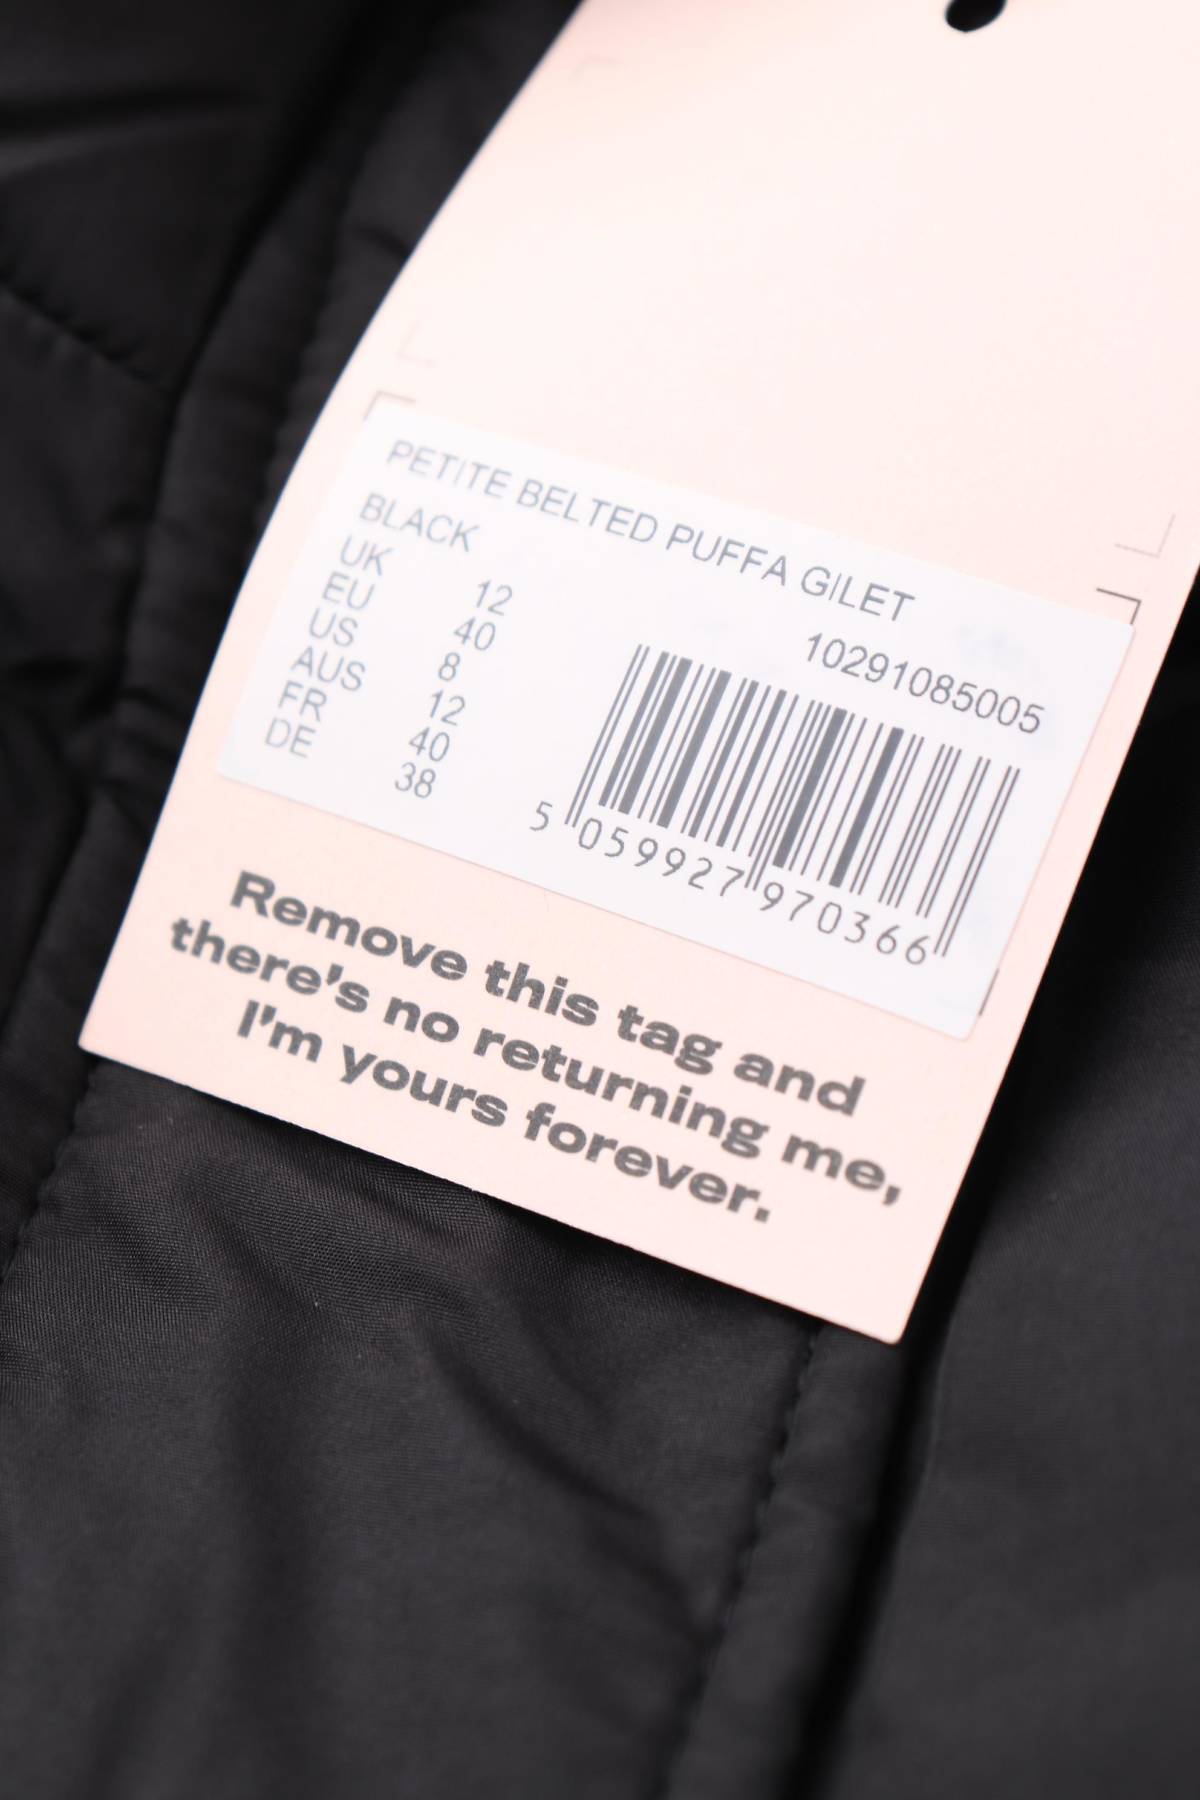 PETITE BELTED PUFFA GILET
BLACK
10291085005
UK 12
EU 40
US 8
AUS 12
FR 40
DE 38
5 059927 970366
Remove this tag and
there's no returning me,
I'm yours forever.